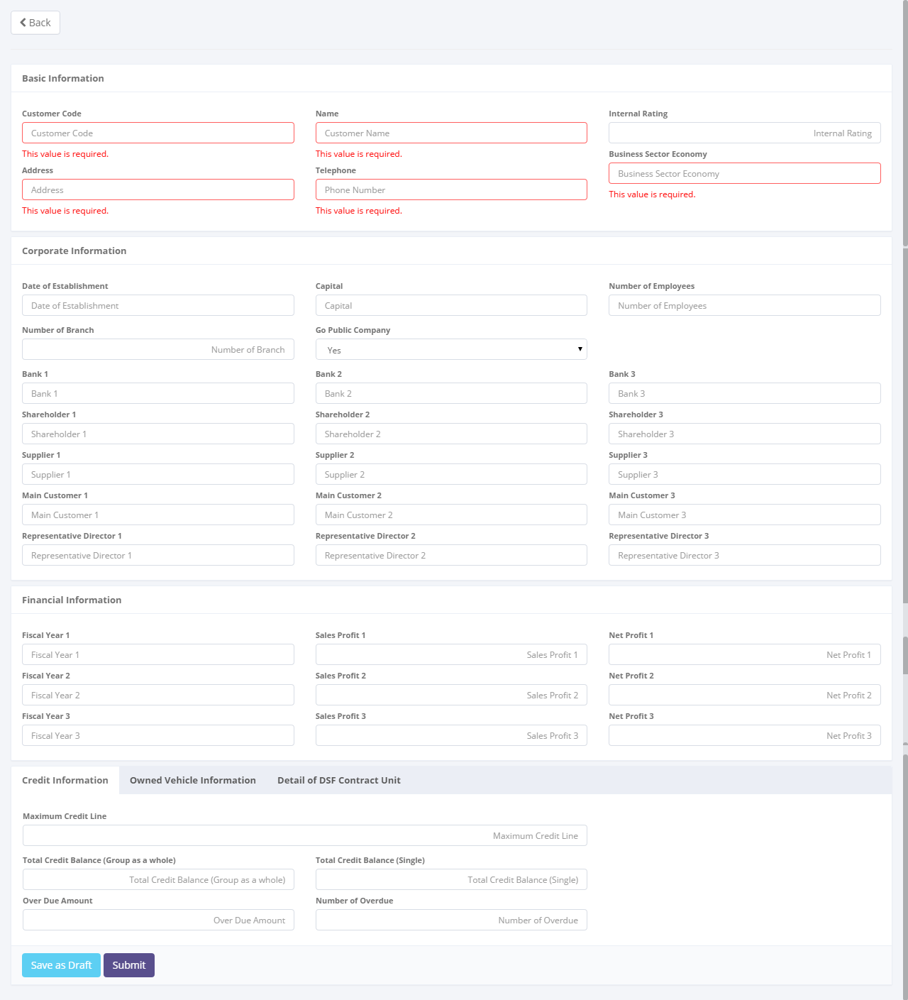 Back
Basic Information
Customer Code
Name
Internal Rating
Customer Code
Customer Name
Internal Rating
This value is required.
This value is required.
Business Sector Economy
Address
Telephone
Business Sector Economy
Address
Phone Number
This value is required.
This value is required.
This value is required.
Corporate Information
Date of Establishment
Capital
Number of Employees
Date of Establishment
Capital
Number of Employees
Number of Branch
Go Public Company
Number of Branch
Yes
Bank 1
Bank 2
Bank 3
Bank 1
Bank 2
Bank 3
Shareholder 1
Shareholder 2
Shareholder 3
Shareholder 1
Shareholder 2
Shareholder 3
Supplier 1
Supplier 2
Supplier 3
Supplier 1
Supplier 2
Supplier 3
Main Customer 1
Main Customer 2
Main Customer 3
Main Customer 1
Main Customer 2
Main Customer 3
Representative Director 1
Representative Director 2
Representative Director 3
Representative Director 1
Representative Director 2
Representative Director 3
Financial Information
Fiscal Year 1
Sales Profit 1
Net Profit 1
Fiscal Year 1
Sales Profit 1
Net Profit 1
Fiscal Year 2
Sales Profit 2
Net Profit 2
Fiscal Year 2
Sales Profit 2
Net Profit 2
Fiscal Year 3
Sales Profit 3
Net Profit 3
Fiscal Year 3
Sales Profit 3
Net Profit 3
Credit Information
Owned Vehicle Information
Detail of DSF Contract Unit
Maximum Credit Line
Maximum Credit Line
Total Credit Balance (Group as a whole)
Total Credit Balance (Single)
Total Credit Balance (Group as a whole)
Total Credit Balance (Single)
Over Due Amount
Number of Overdue
Over Due Amount
Number of Overdue
Save as Draft
Submit